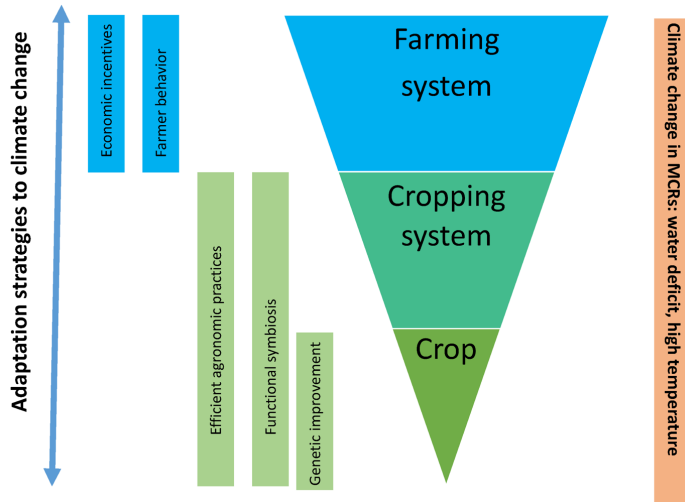 Adaptation strategies to climate change
Economic incentives
Farmer behavior
Efficient agronomic practices
Functional symbiosis
Genetic improvement
Farming
system
Cropping
system
Crop
Climate change in MCRs: water deficit, high temperature